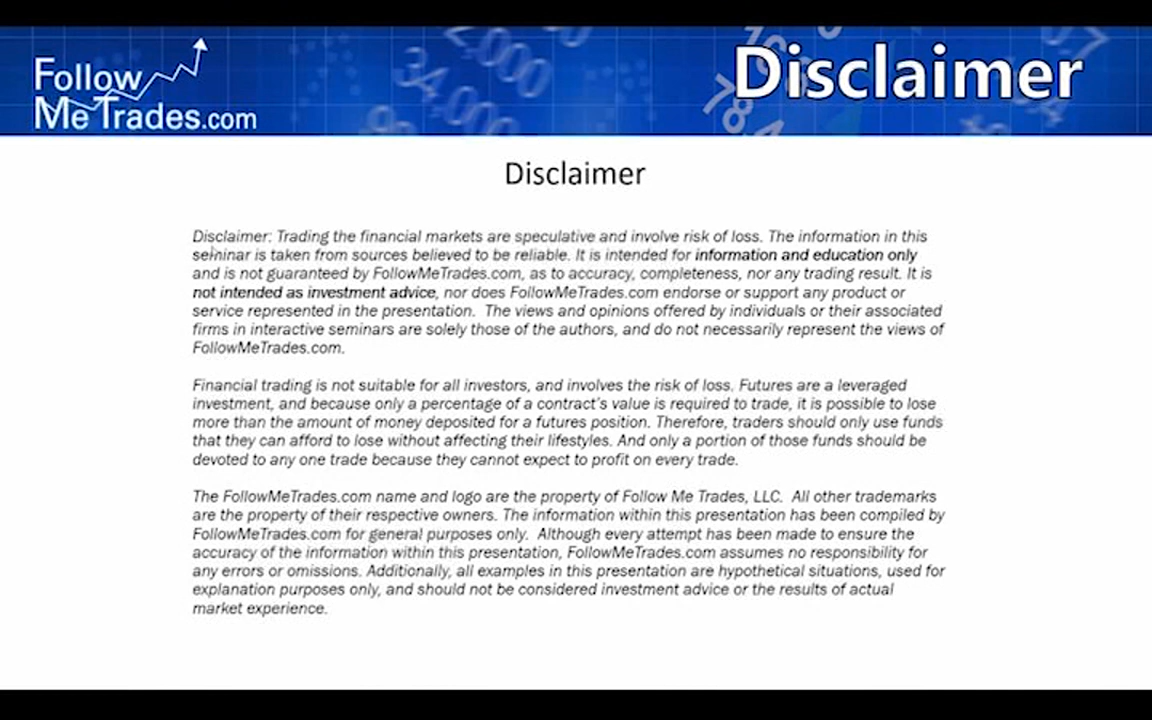 Follow
Me Trades.com
Disclaimer
Disclaimer
Disclaimer: Trading the financial markets are speculative and involve risk of loss. The information in this
seminar is taken from sources believed to be reliable. It is intended for information and education only
and is not guaranteed by FollowMeTrades.com, as to accuracy, completeness, nor any trading result. It is
not intended as investment advice, nor does FollowMeTrades.com endorse or support any product or
service represented in the presentation.  The views and opinions offered by individuals or their associated
firms in interactive seminars are solely those of the authors, and do not necessarily represent the views of
FollowMeTrades.com.
Financial trading is not suitable for all investors, and involves the risk of loss. Futures are a leveraged
investment, and because only a percentage of a contract's value is required to trade, it is possible to lose
more than the amount of money deposited for a futures position. Therefore, traders should only use funds
that they can afford to lose without affecting their lifestyles. And only a portion of those funds should be
devoted to any one trade because they cannot expect to profit on every trade.
The FollowMeTrades.com name and logo are the property of Follow Me Trades, LLC.  All other trademarks
are the property of their respective owners. The information within this presentation has been compiled by
FollowMeTrades.com for general purposes only.  Although every attempt has been made to ensure the
accuracy of the information within this presentation, FollowMeTrades.com assumes no responsibility for
any errors or omissions. Additionally, all examples in this presentation are hypothetical situations, used for
explanation purposes only, and should not be considered investment advice or the results of actual
market experience.
2,000
34,000
78.4